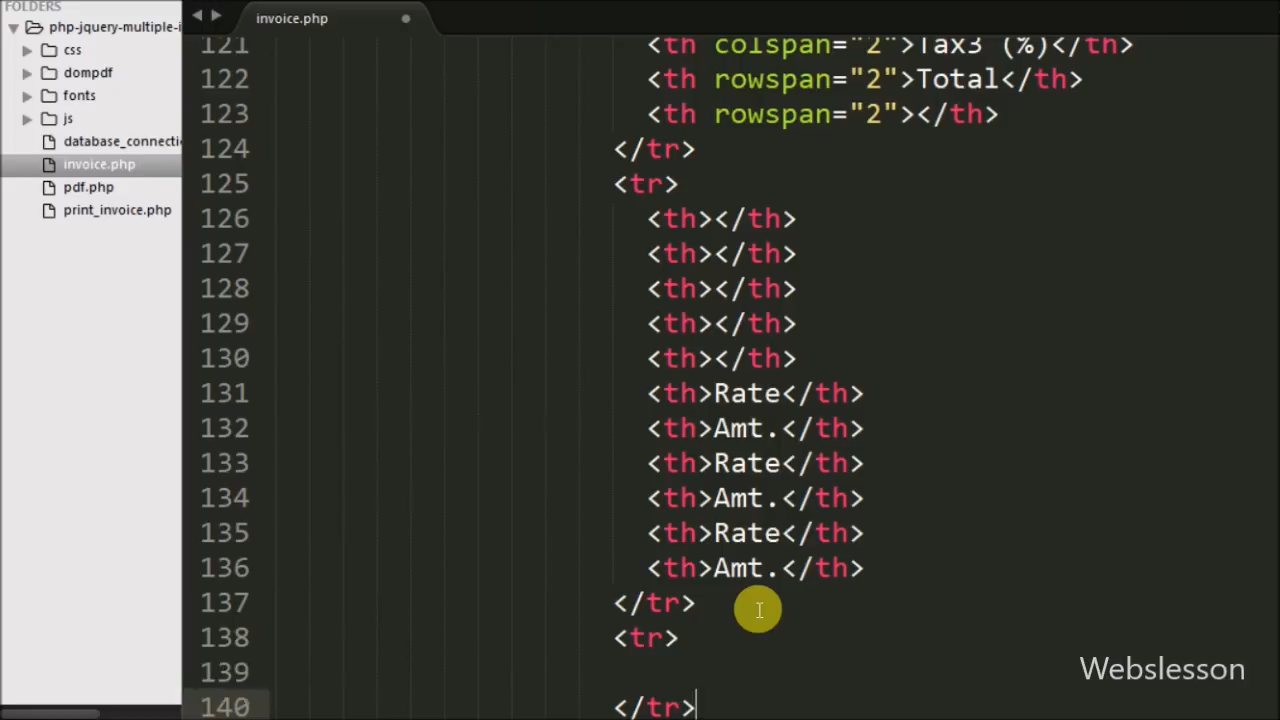 FOLDERS
php-jquery-multiple-i
css
dompdf
fonts
js
database_connecti
invoice.php
pdf.php
print_invoice.php
invoice.php
121 <th colspan="2">Tax3 (%)</th>
122 <th rowspan="2">Total</th>
123 <th rowspan="2"></th>
124 </tr>
125 <tr>
126 <th></th>
127 <th></th>
128 <th></th>
129 <th></th>
130 <th></th>
131 <th>Rate</th>
132 <th>Amt.</th>
133 <th>Rate</th>
134 <th>Amt.</th>
135 <th>Rate</th>
136 <th>Amt.</th>
137 </tr>
138 <tr>
139
140 </tr>
Webslesson